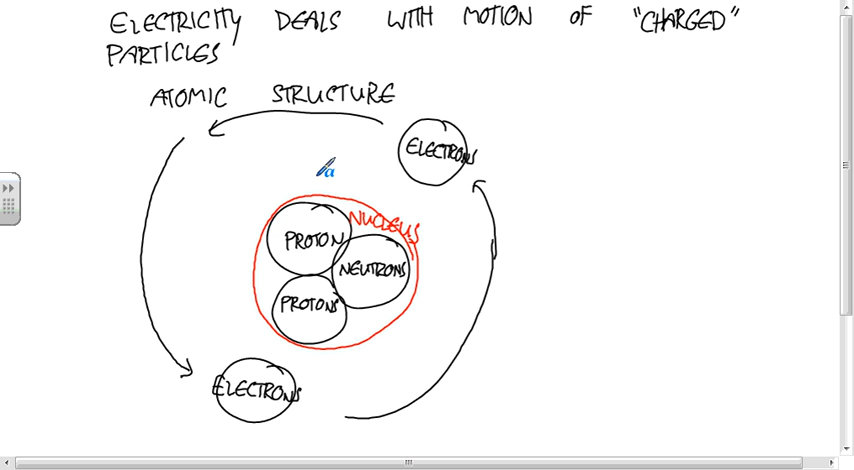 ELECTRICITY DEALS WITH MOTION OF "CHARGED"
PARTICLES
ATOMIC STRUCTURE
ELECTRONS
NUCLEUS
PROTON
NEUTRONS
PROTONS
ELECTRONS